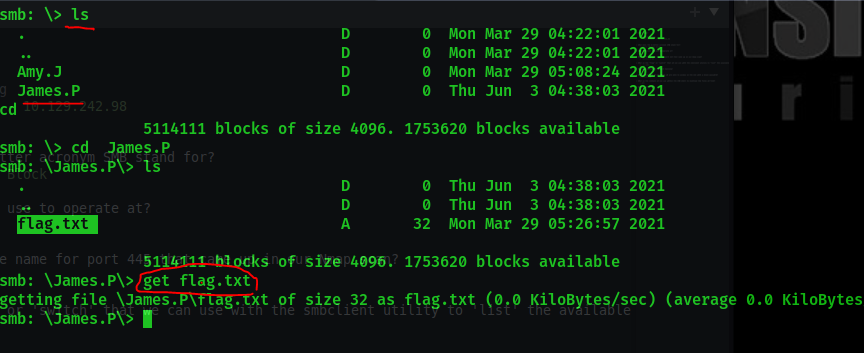 smb: \> ls
. D 0 Mon Mar 29 04:22:01 2021
.. D 0 Mon Mar 29 04:22:01 2021
Amy.J D 0 Mon Mar 29 05:08:24 2021
James.P D 0 Thu Jun 3 04:38:03 2021
10.129.242.98
cd
5114111 blocks of size 4096. 1753620 blocks available
smb: \> cd James.P
tter acronym SMB stand for?
smb: \James.P\> ls
Block
. D 0 Thu Jun 3 04:38:03 2021
.. D 0 Thu Jun 3 04:38:03 2021
use to operate at?
flag.txt A 32 Mon Mar 29 05:26:57 2021
e name for port
5114111 blocks of size 4096. 1753620 blocks available
smb: \James.P\> get flag.txt
getting file \James.P\flag.txt of size 32 as flag.txt (0.0 KiloBytes/sec) (average 0.0 KiloBytes
or 'switch' that we can use with the smbclient utility to 'list' the available
smb: \James.P\>